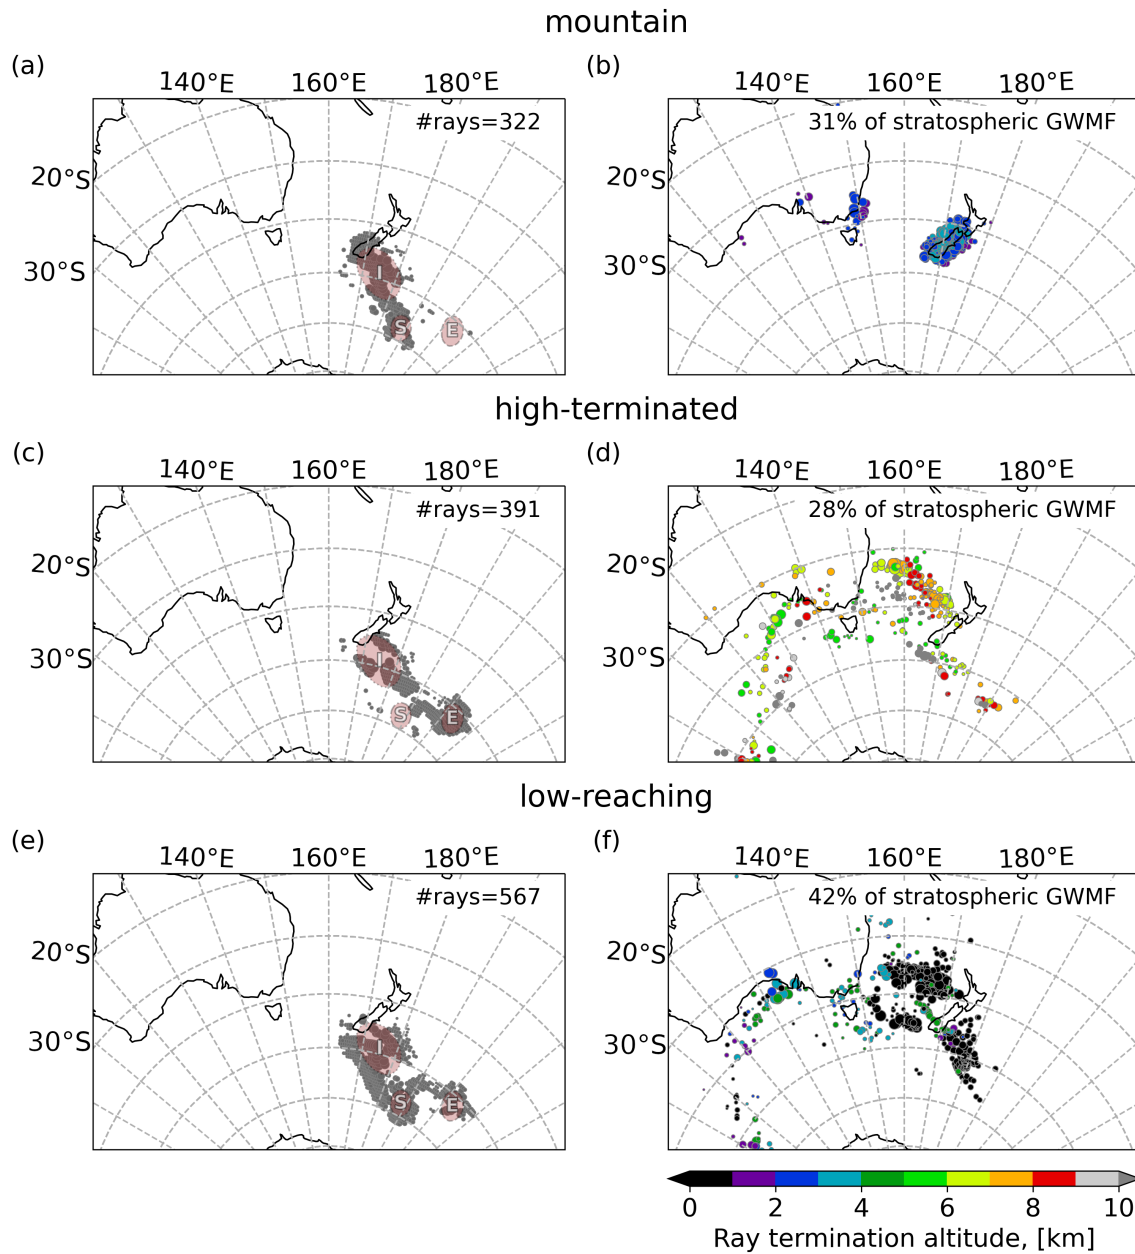 mountain
(a)
(b)
140°E 160°E 180°E
140°E 160°E 180°E
#rays=322
31% of stratospheric GWMF
20°S
20°S
30°S
30°S
I
S
E
high-terminated
(c)
(d)
140°E 160°E 180°E
140°E 160°E 180°E
#rays=391
28% of stratospheric GWMF
20°S
20°S
30°S
30°S
I
S
E
low-reaching
(e)
(f)
140°E 160°E 180°E
140°E 160°E 180°E
#rays=567
42% of stratospheric GWMF
20°S
20°S
30°S
30°S
I
S
E
0 2 4 6 8 10
Ray termination altitude, [km]